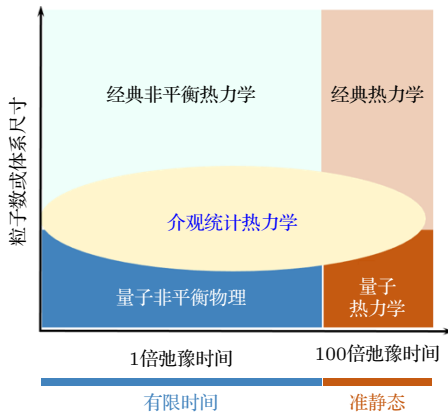 经典非平衡热力学
经典热力学
粒子数或体系尺寸
介观统计热力学
量子非平衡物理
量子
热力学
1倍弛豫时间
100倍弛豫时间
有限时间
准静态